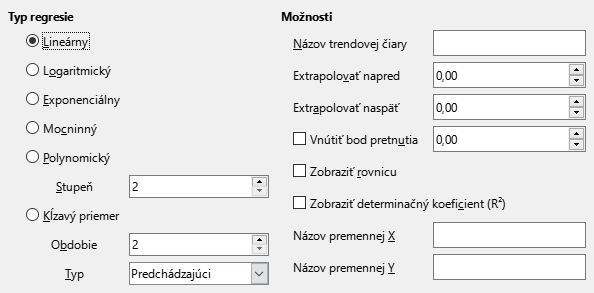 Typ regresie
Lineárny
Logaritmický
Exponenciálny
Mocninný
Polynomický
Stupeň 2
Kĺzavý priemer
Obdobie 2
Typ Predchádzajúci
Možnosti
Názov trendovej čiary
Extrapolovať napred 0,00
Extrapolovať naspäť 0,00
Vnútiť bod pretnutia 0,00
Zobraziť rovnicu
Zobraziť determinačný koeficient (R²)
Názov premennej X
Názov premennej Y